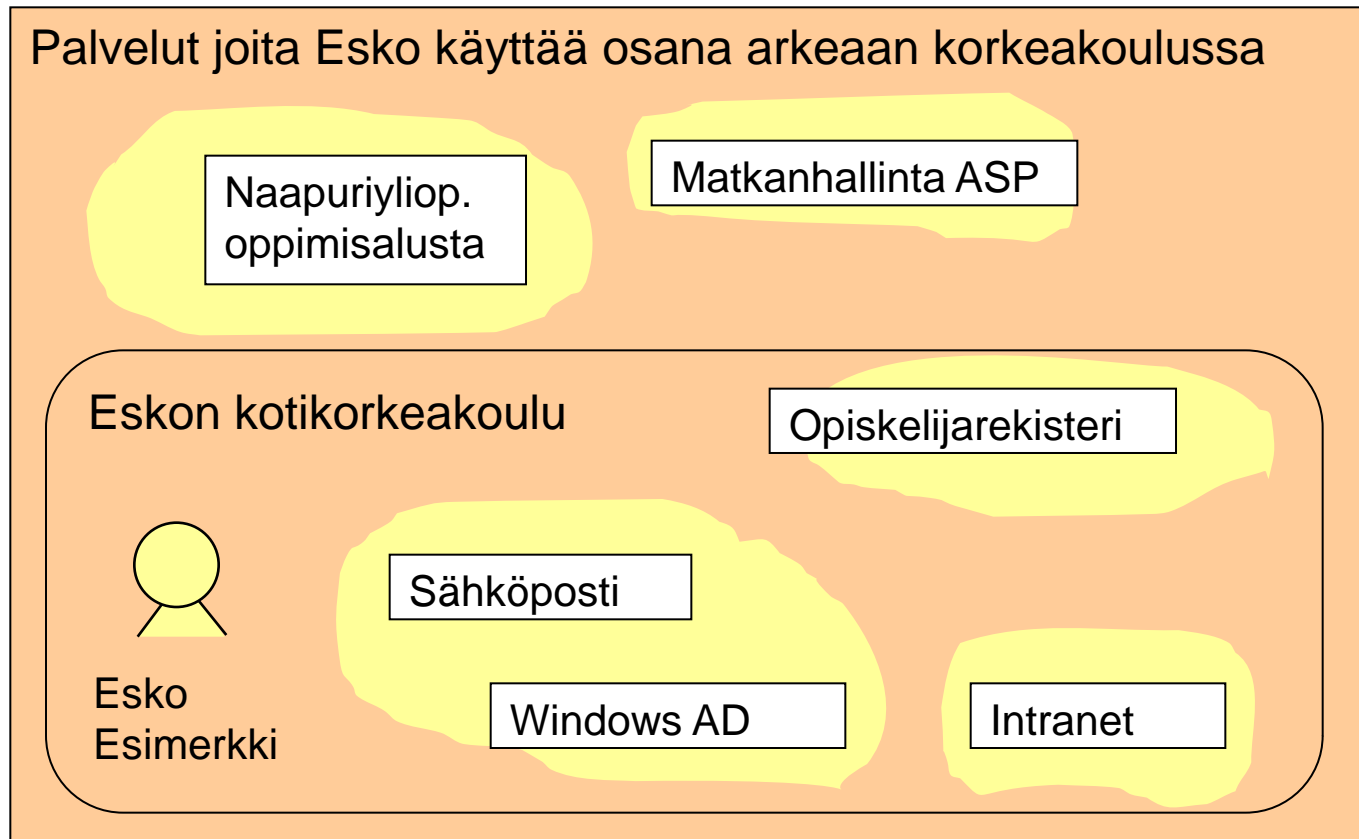 Palvelut joita Esko käyttää osana arkeaan korkeakoulussa
Naapuriyliop.
oppimisalusta
Matkanhallinta ASP
Eskon kotikorkeakoulu
Opiskelijarekisteri
Sähköposti
Esko
Esimerkki
Windows AD
Intranet